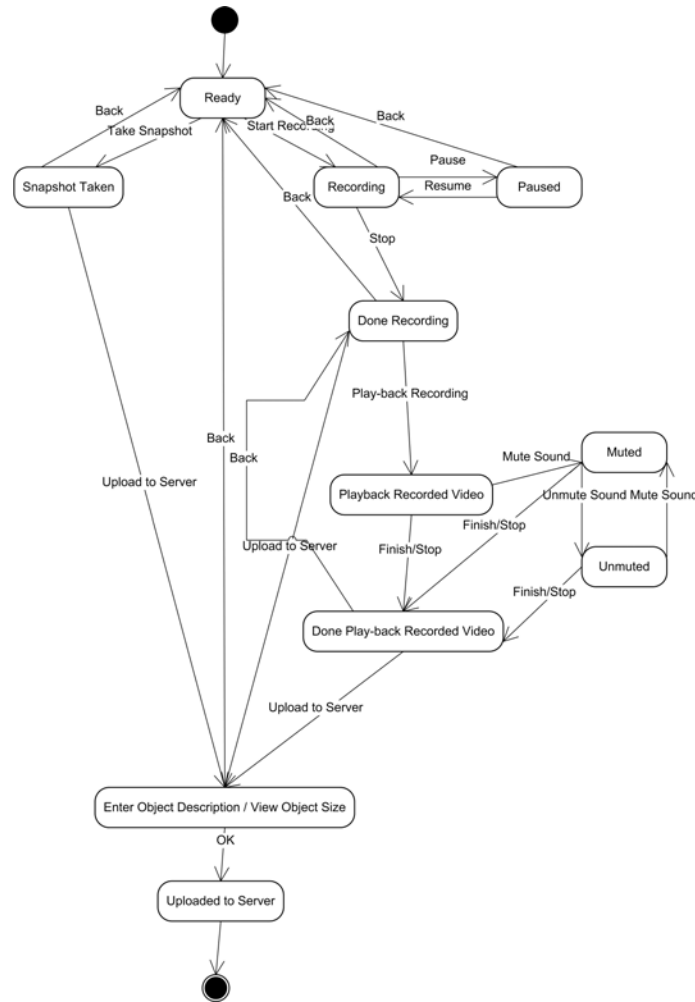 Ready
Back
Take Snapshot
Start Recording
Back
Back
Pause
Resume
Snapshot Taken
Recording
Paused
Back
Stop
Done Recording
Play-back Recording
Back
Back
Mute Sound
Muted
Playback Recorded Video
Unmute Sound
Mute Sound
Upload to Server
Finish/Stop
Upload to Server
Finish/Stop
Unmuted
Finish/Stop
Done Play-back Recorded Video
Upload to Server
Enter Object Description / View Object Size
OK
Uploaded to Server